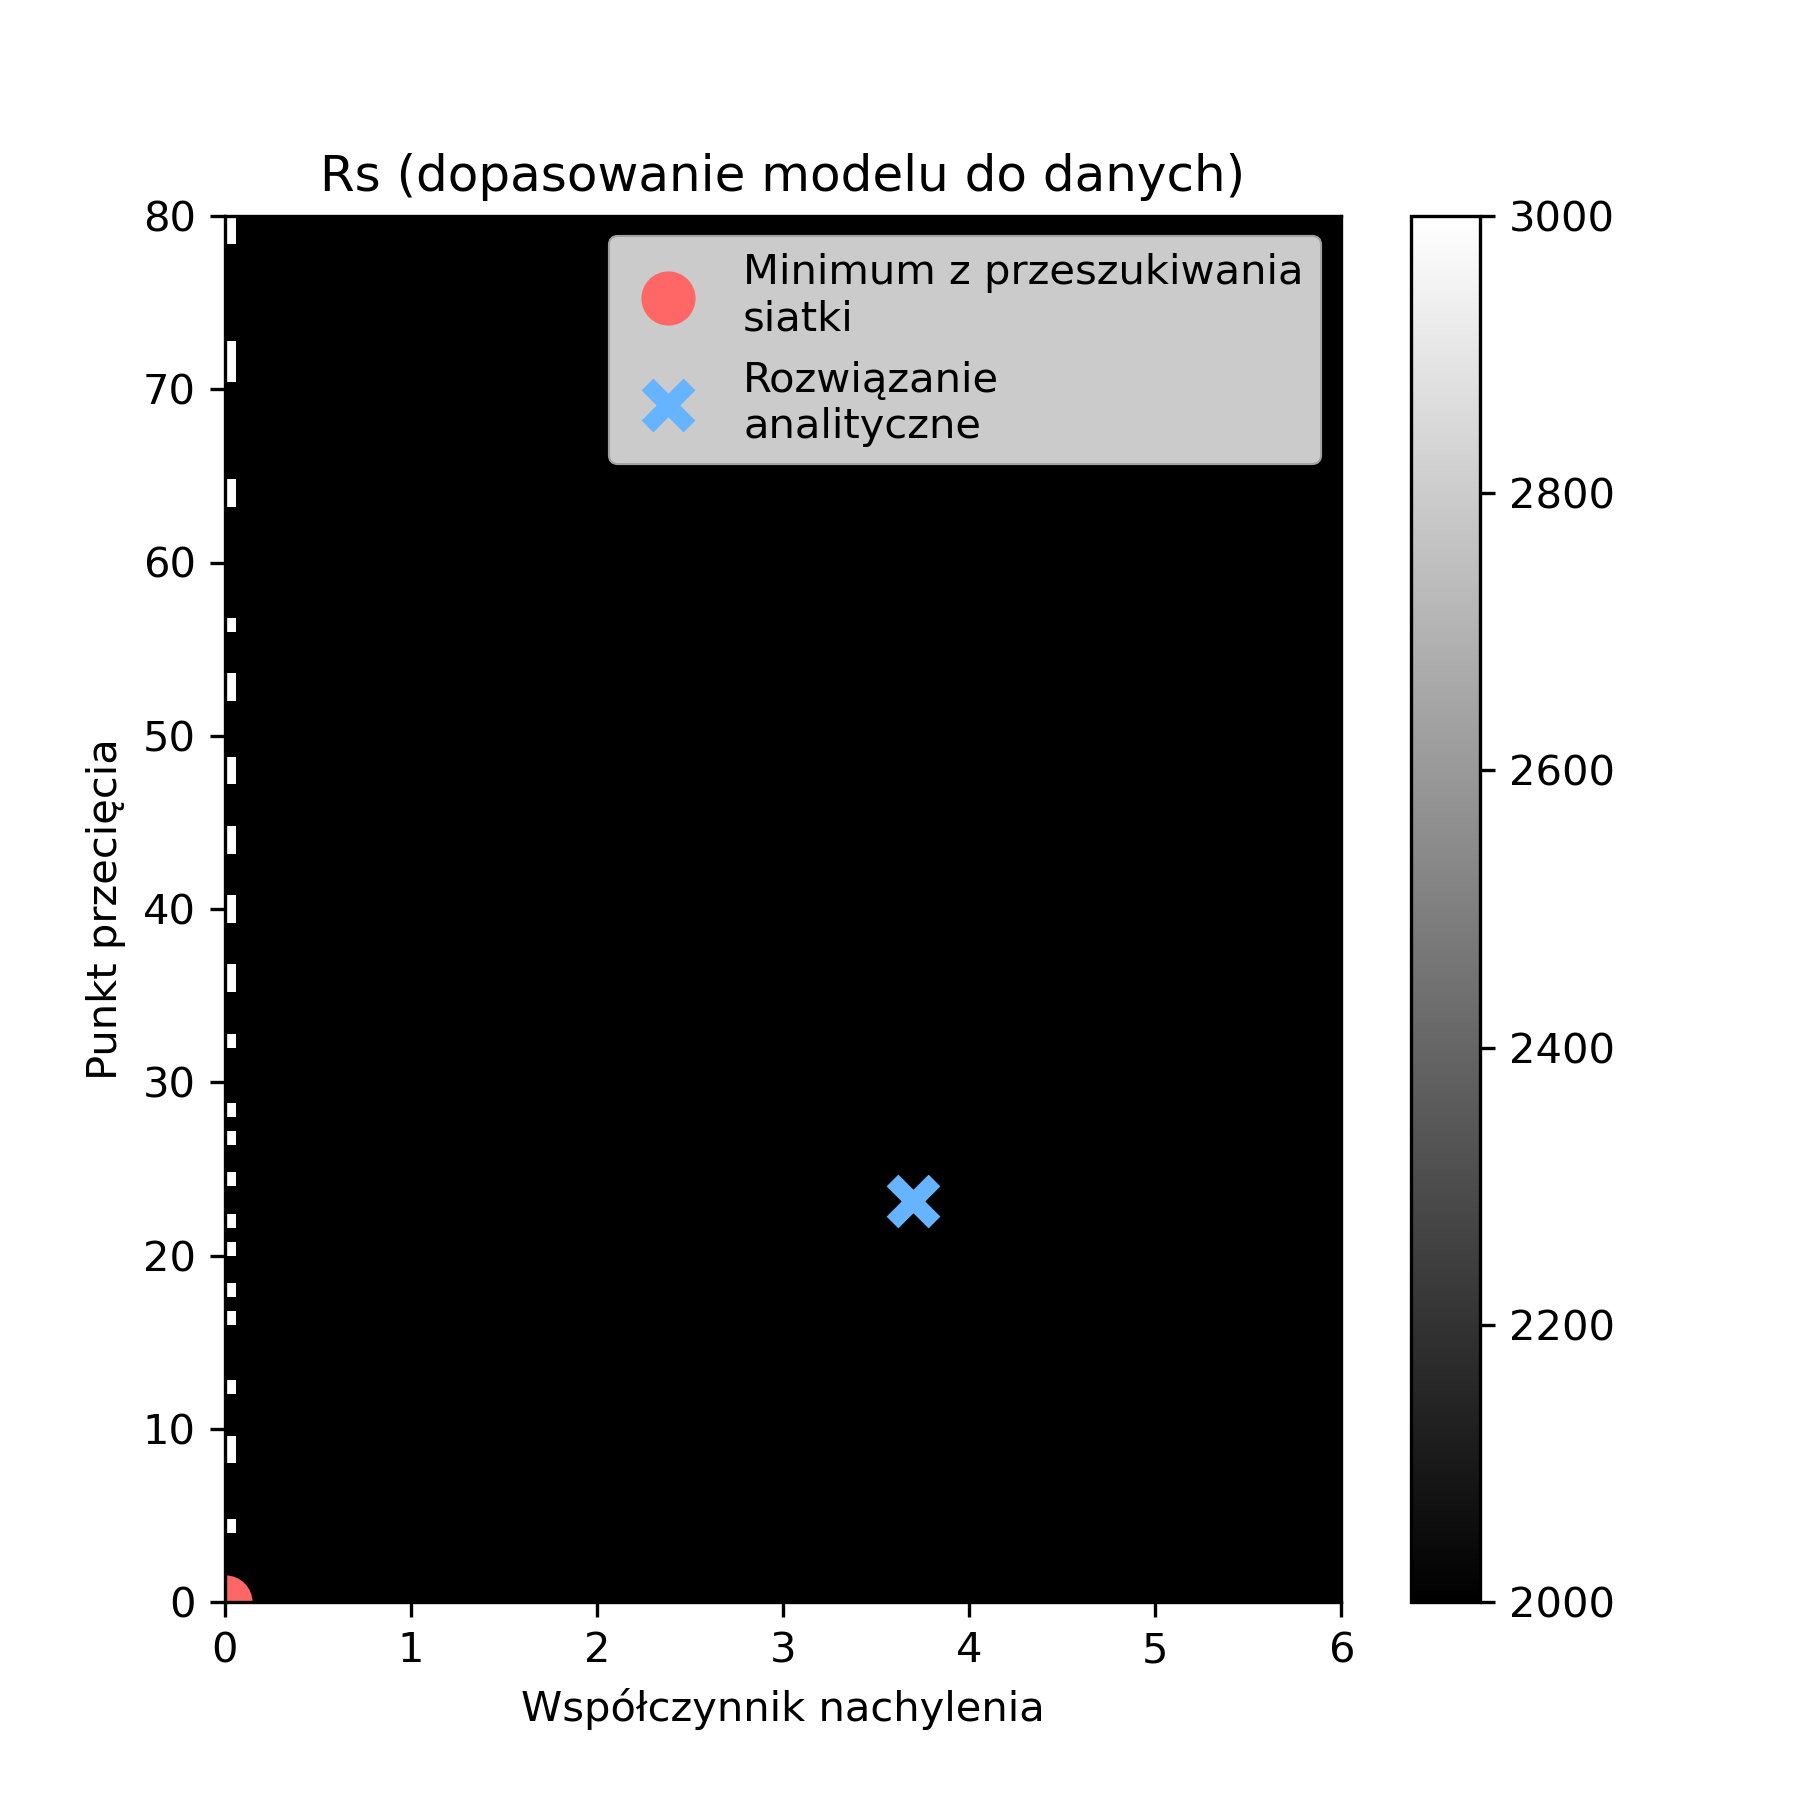 Rs (dopasowanie modelu do danych)
Minimum z przeszukiwania
siatki
Rozwiązanie
analityczne
80
70
60
50
40
30
20
10
0
Punkt przecięcia
0 1 2 3 4 5 6
Współczynnik nachylenia
3000
2800
2600
2400
2200
2000